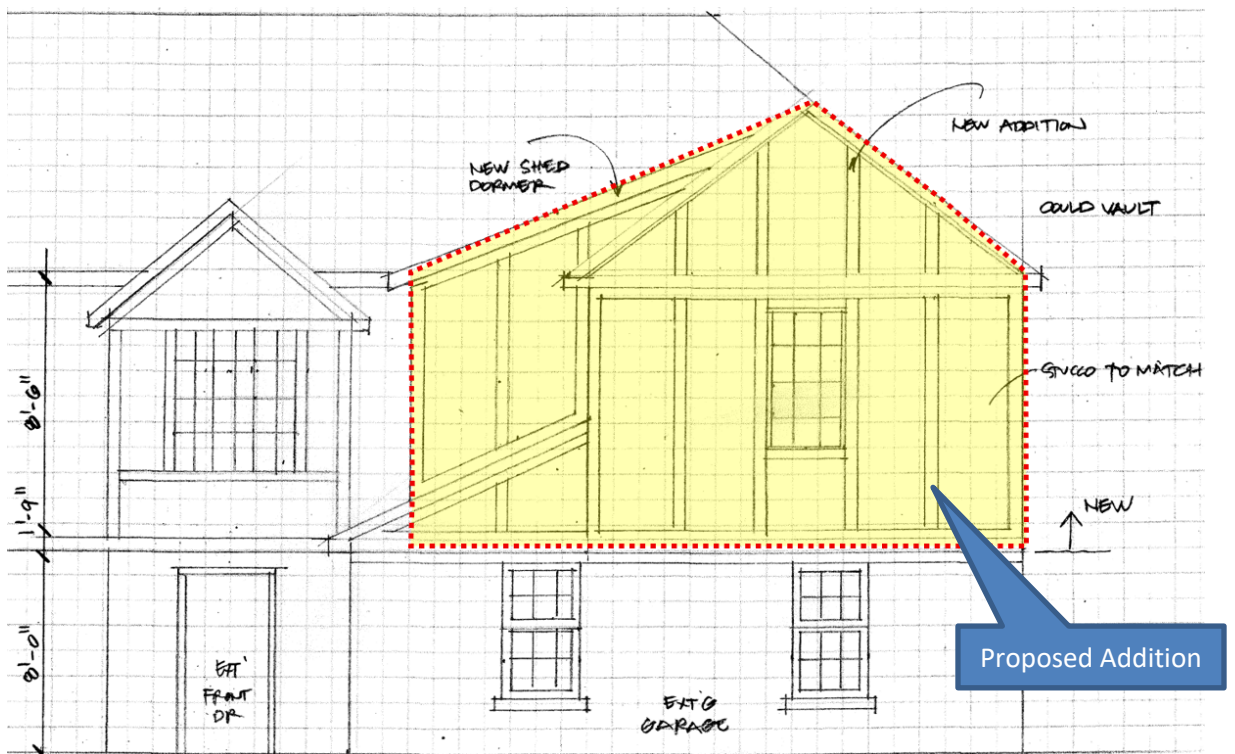 NEW SHED
DORMER
NEW ADDITION
COULD VAULT
STUCCO TO MATCH
NEW
Proposed Addition
8'-6"
1'-9"
8'-0"
EXT'
FRONT
DR
EXT'G
GARAGE